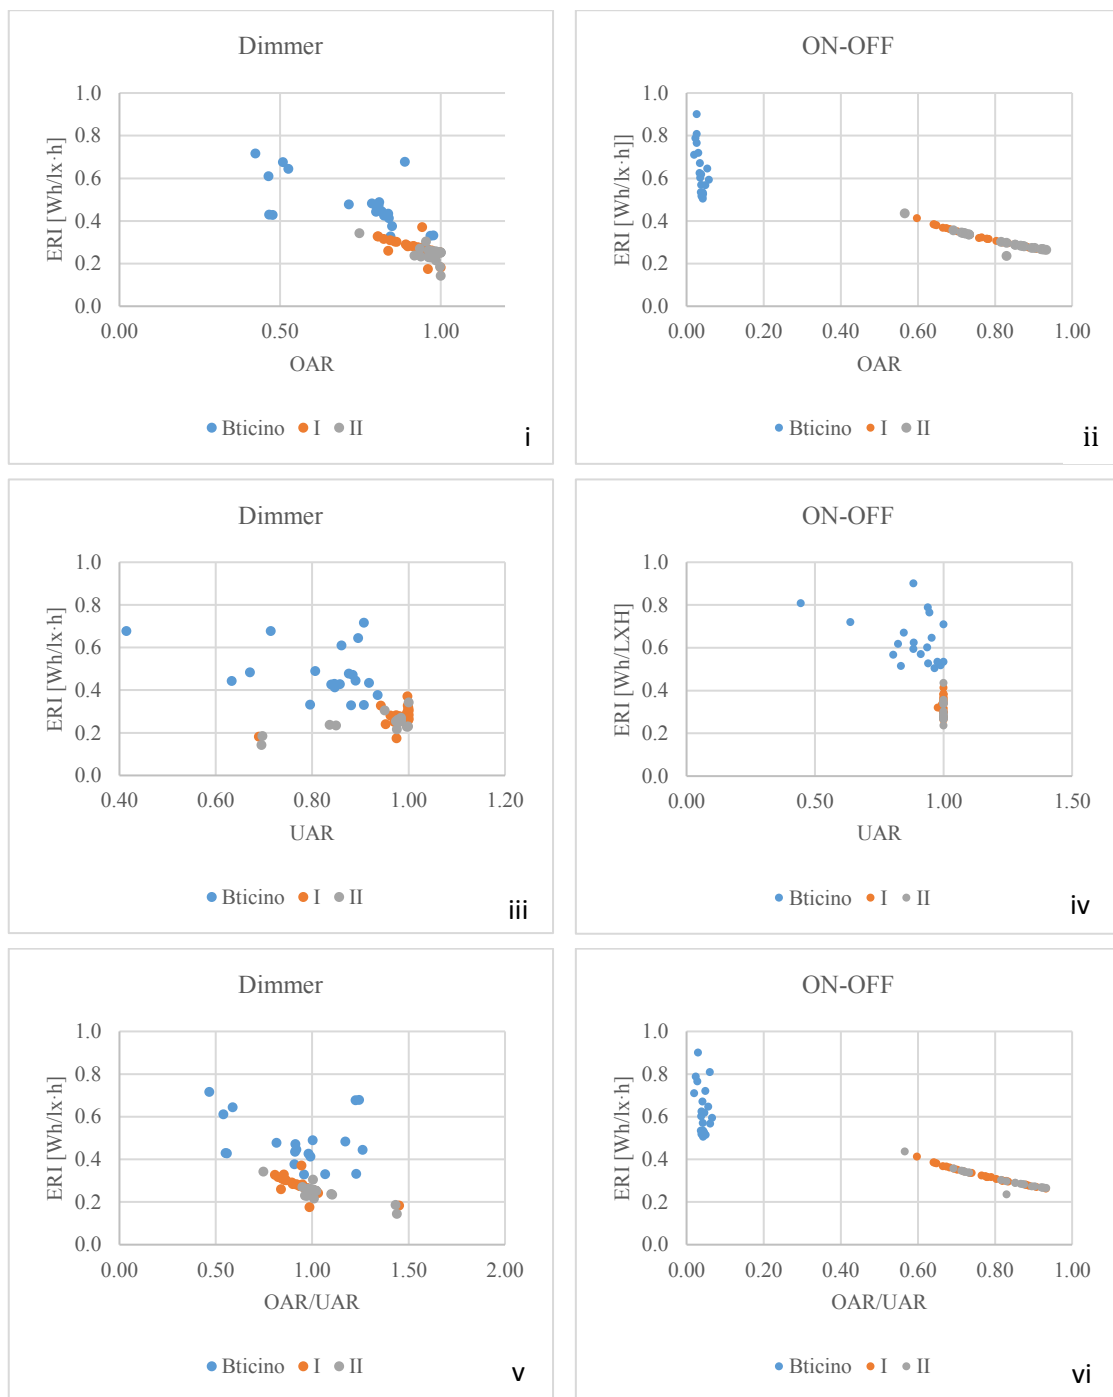 Dimmer
ERI [Wh/lx·h]
1.0
0.8
0.6
0.4
0.2
0.0
0.00 0.50 1.00
OAR
Bticino I II
i
ON-OFF
ERI [Wh/lx·h]]
1.0
0.8
0.6
0.4
0.2
0.0
0.00 0.20 0.40 0.60 0.80 1.00
OAR
Bticino I II
ii
Dimmer
ERI [Wh/lx·h]
1.0
0.8
0.6
0.4
0.2
0.0
0.40 0.60 0.80 1.00 1.20
UAR
Bticino I II
iii
ON-OFF
ERI [Wh/LXH]
1.0
0.8
0.6
0.4
0.2
0.0
0.00 0.50 1.00 1.50
UAR
Bticino I II
iv
Dimmer
ERI [Wh/lx·h]
1.0
0.8
0.6
0.4
0.2
0.0
0.00 0.50 1.00 1.50 2.00
OAR/UAR
Bticino I II
v
ON-OFF
ERI [Wh/lx·h]
1.0
0.8
0.6
0.4
0.2
0.0
0.00 0.20 0.40 0.60 0.80 1.00
OAR/UAR
Bticino I II
vi